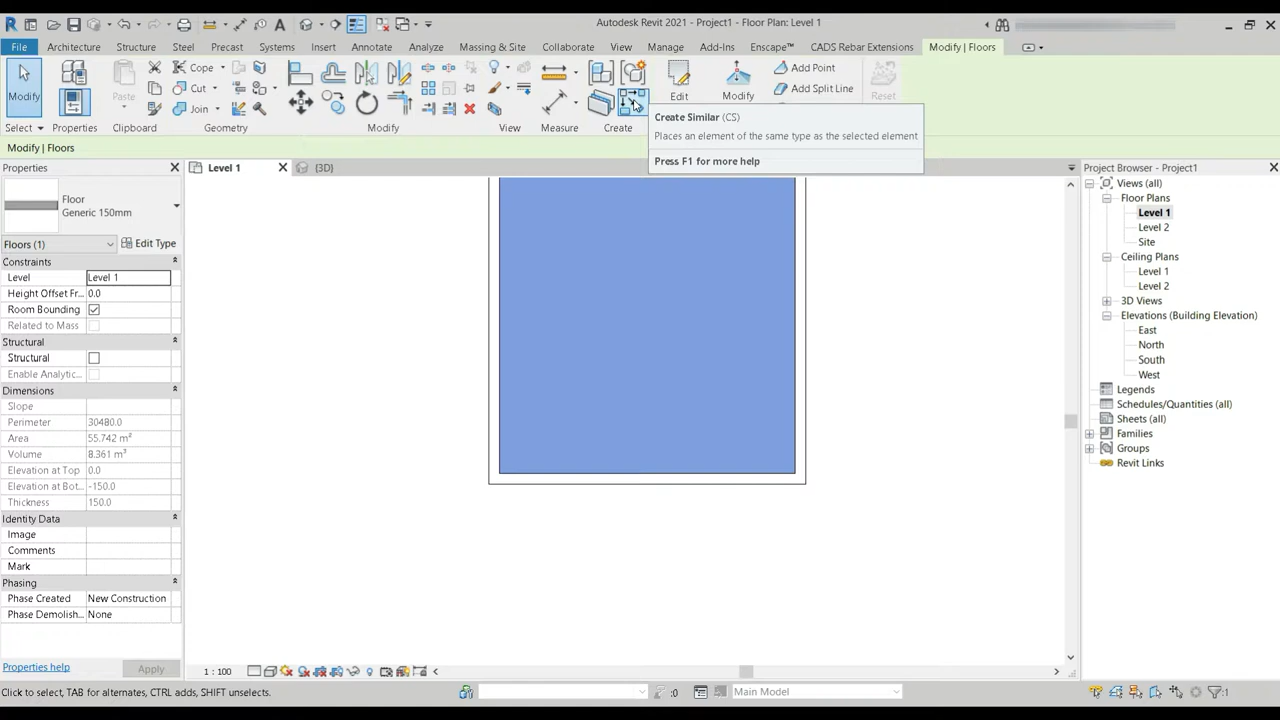 Autodesk Revit 2021 - Project1 - Floor Plan: Level 1
File Architecture Structure Steel Precast Systems Insert Annotate Analyze Massing & Site Collaborate View Manage Add-Ins Enscape™ CADS Rebar Extensions Modify | Floors
Modify
Paste
Cope
Cut
Join
Edit
Modify
Add Point
Add Split Line
Reset
Select Properties Clipboard Geometry Modify View Measure Create
Create Similar (CS)
Places an element of the same type as the selected element
Press F1 for more help
Modify | Floors
Properties
Level 1
{3D}
Project Browser - Project1
Floor
Generic 150mm
Floors (1)
Edit Type
Constraints
Level Level 1
Height Offset Fr... 0.0
Room Bounding
Related to Mass
Structural
Structural
Enable Analytic...
Dimensions
Slope
Perimeter 30480.0
Area 55.742 m²
Volume 8.361 m³
Elevation at Top 0.0
Elevation at Bot... -150.0
Thickness 150.0
Identity Data
Image
Comments
Mark
Phasing
Phase Created New Construction
Phase Demolish... None
Properties help
Apply
Views (all)
Floor Plans
Level 1
Level 2
Site
Ceiling Plans
Level 1
Level 2
3D Views
Elevations (Building Elevation)
East
North
South
West
Legends
Schedules/Quantities (all)
Sheets (all)
Families
Groups
Revit Links
1 : 100
Click to select, TAB for alternates, CTRL adds, SHIFT unselects.
:0
Main Model
:1